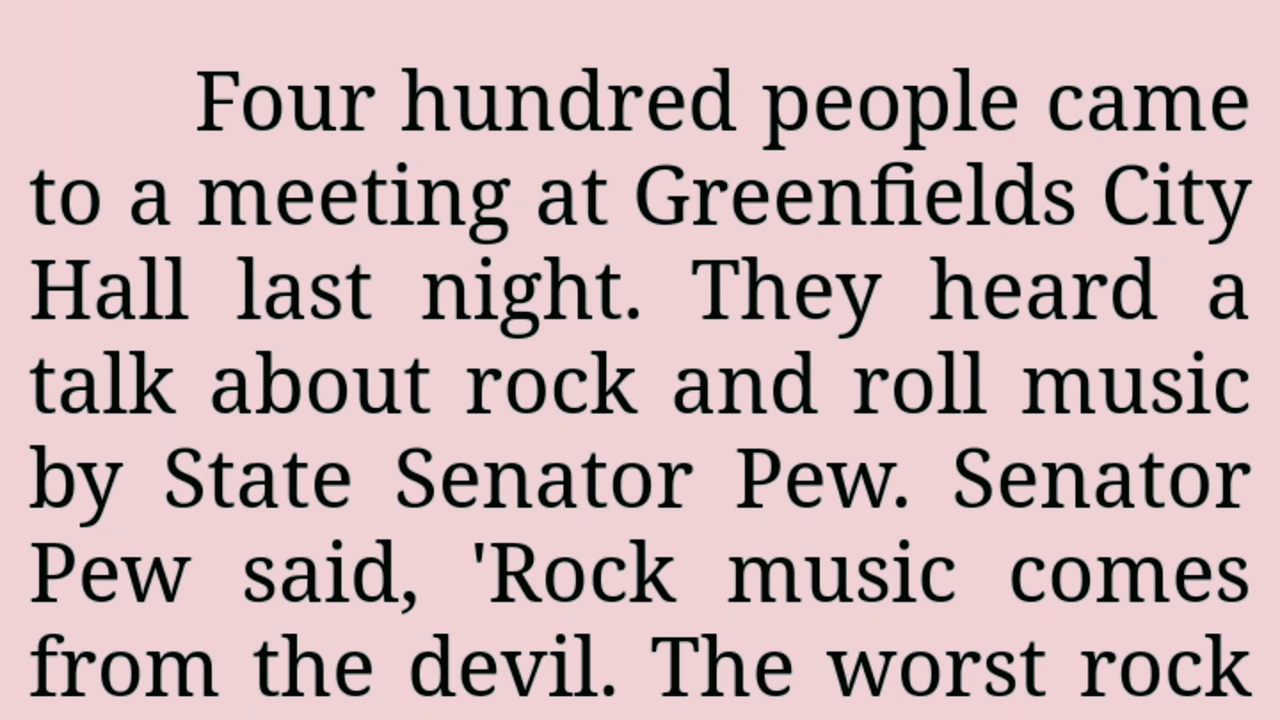 Four hundred people came
to a meeting at Greenfields City
Hall last night. They heard a
talk about rock and roll music
by State Senator Pew. Senator
Pew said, 'Rock music comes
from the devil. The worst rock